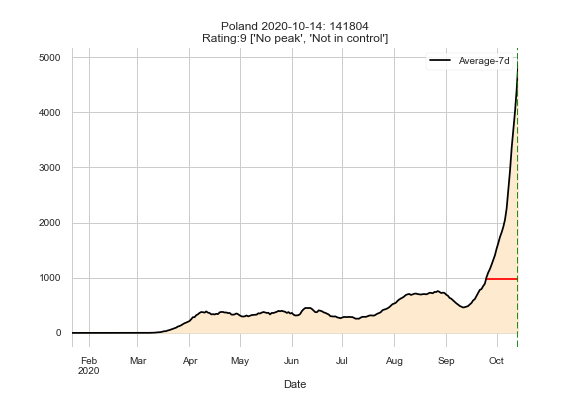 Poland 2020-10-14: 141804
Rating:9 ['No peak', 'Not in control']
Average-7d
5000
4000
3000
2000
1000
0
Feb
2020
Mar
Apr
May
Jun
Jul
Aug
Sep
Oct
Date